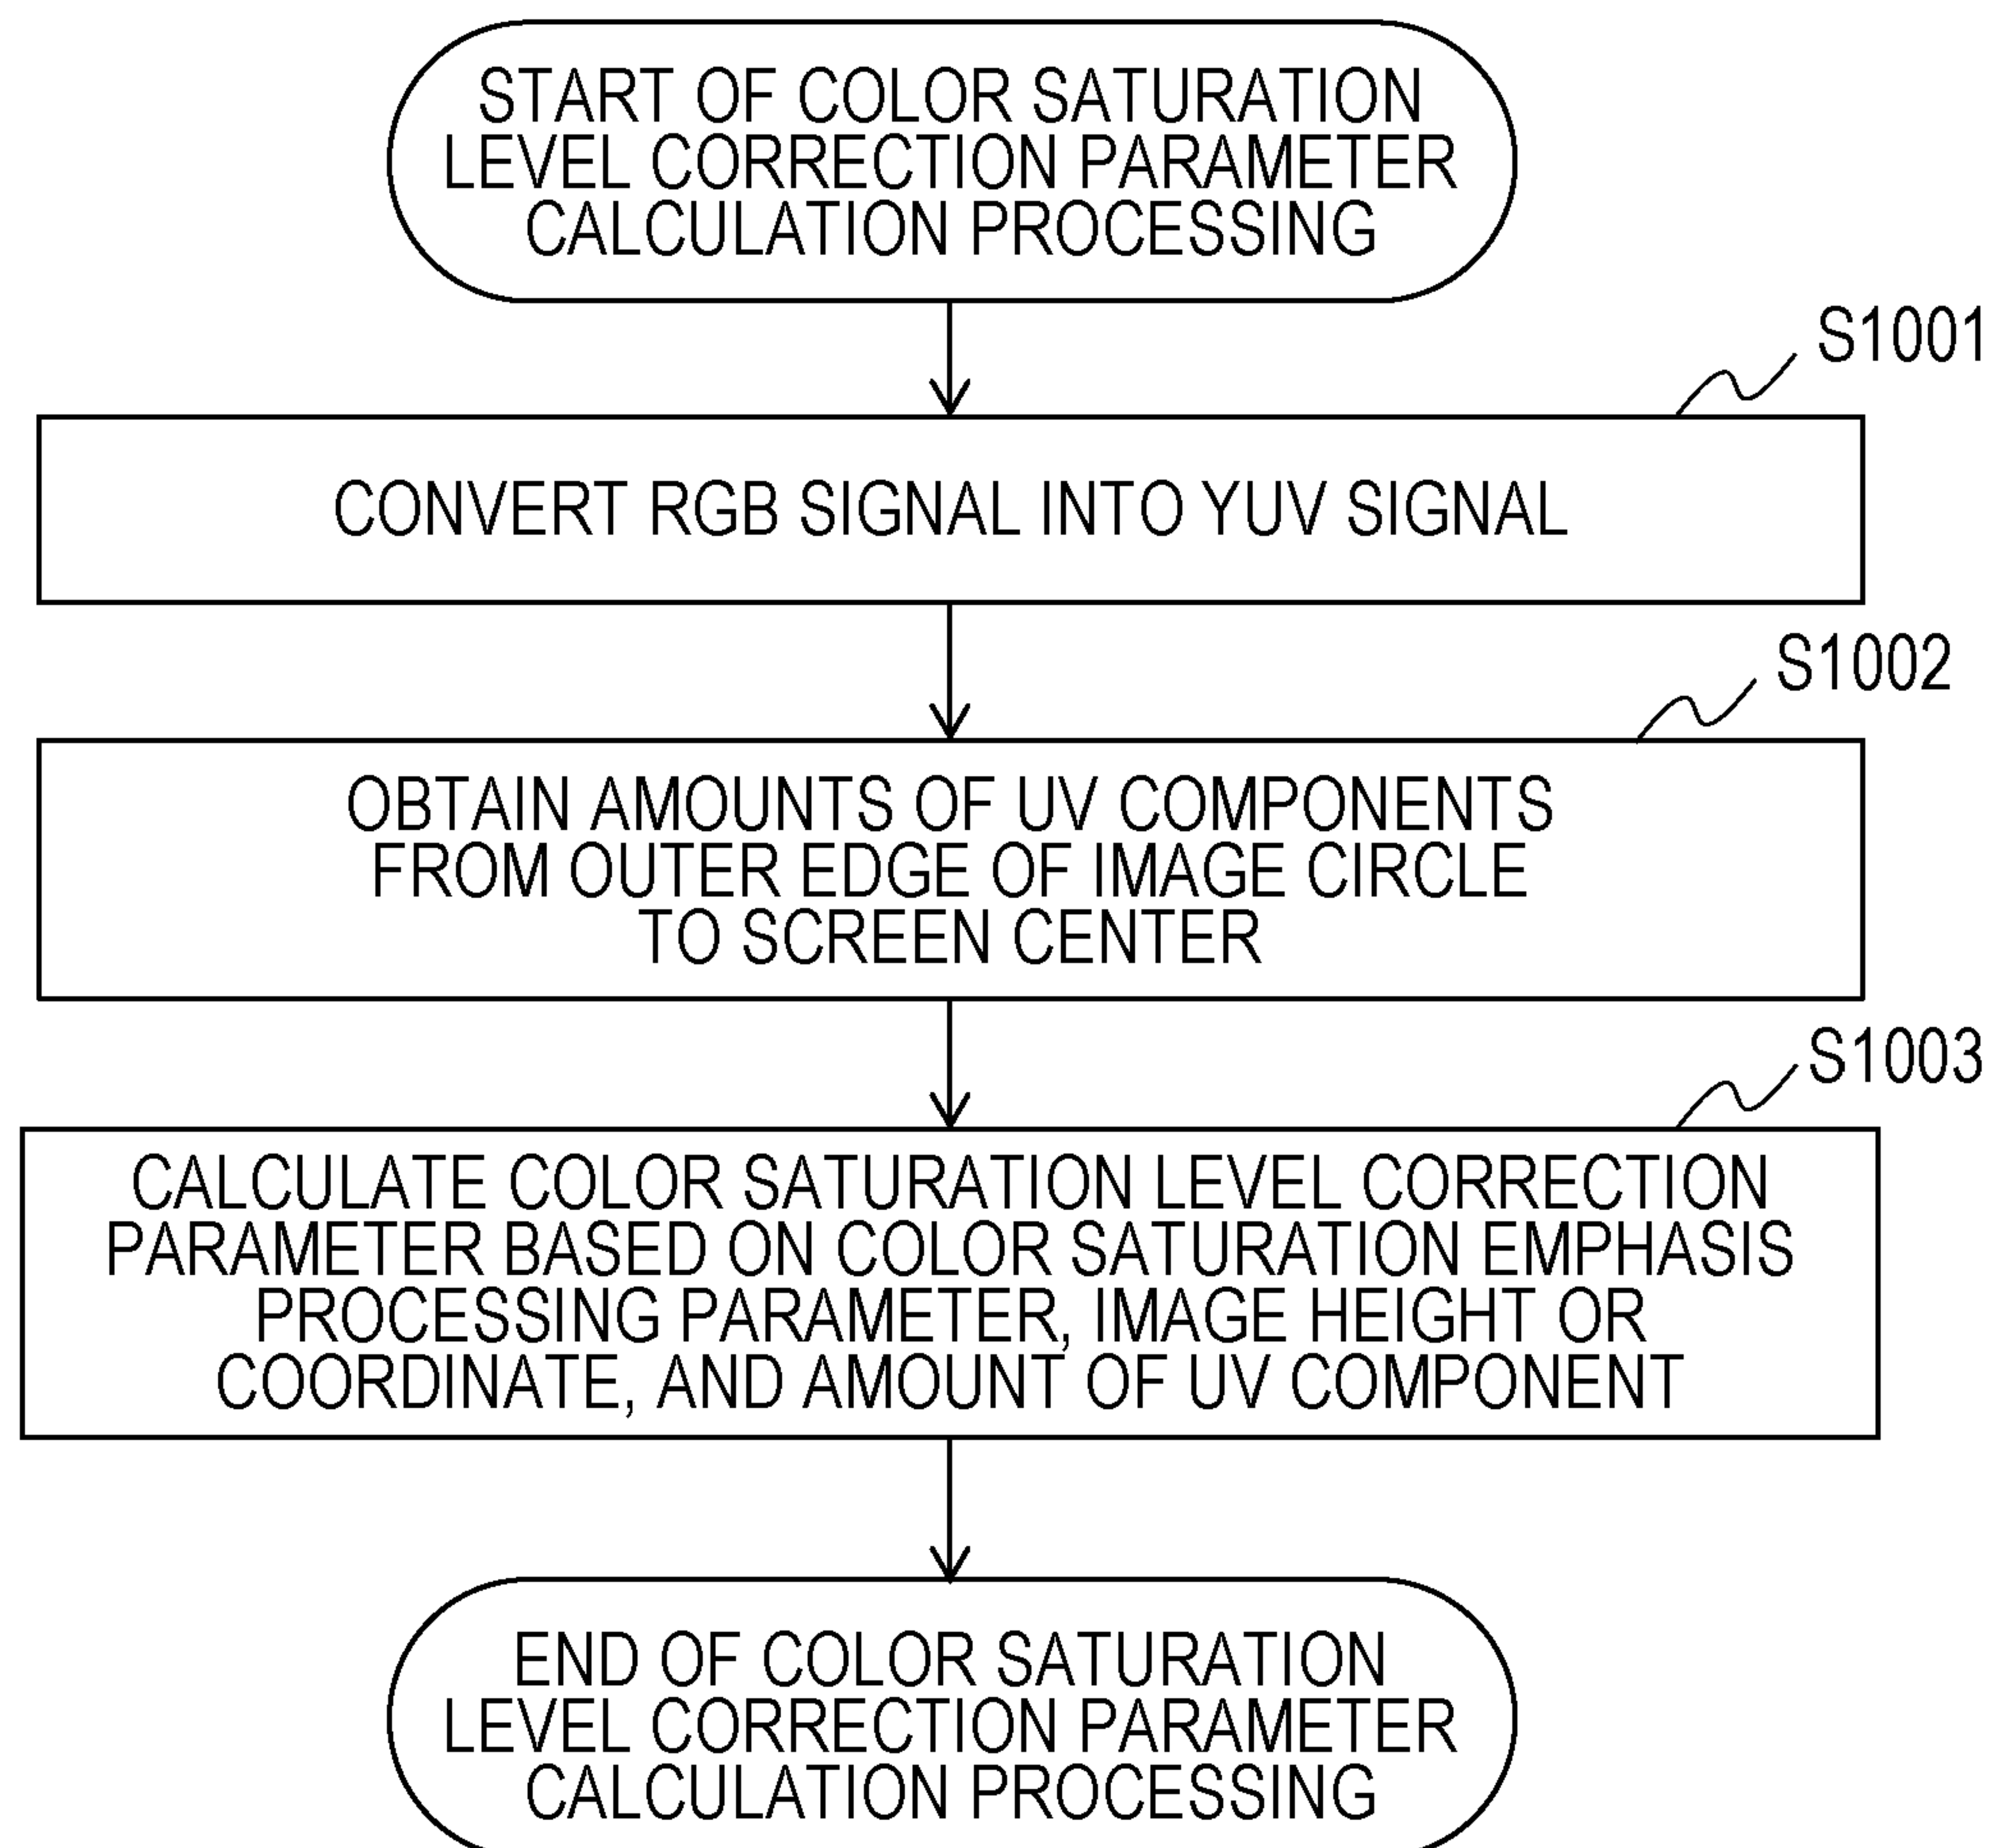 START OF COLOR SATURATION
LEVEL CORRECTION PARAMETER
CALCULATION PROCESSING
S1001
CONVERT RGB SIGNAL INTO YUV SIGNAL
S1002
OBTAIN AMOUNTS OF UV COMPONENTS
FROM OUTER EDGE OF IMAGE CIRCLE
TO SCREEN CENTER
S1003
CALCULATE COLOR SATURATION LEVEL CORRECTION
PARAMETER BASED ON COLOR SATURATION EMPHASIS
PROCESSING PARAMETER, IMAGE HEIGHT OR
COORDINATE, AND AMOUNT OF UV COMPONENT
END OF COLOR SATURATION
LEVEL CORRECTION PARAMETER
CALCULATION PROCESSING